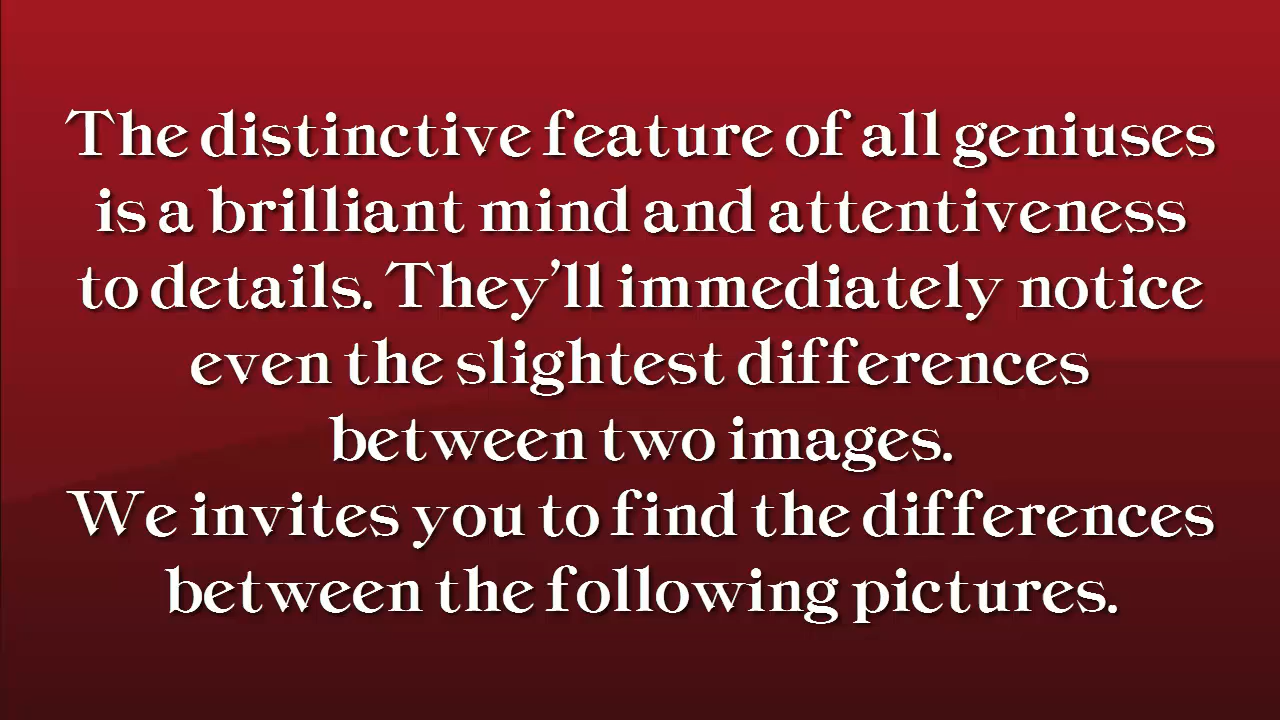 The distinctive feature of all geniuses
is a brilliant mind and attentiveness
to details. They'll immediately notice
even the slightest differences
between two images.
We invites you to find the differences
between the following pictures.